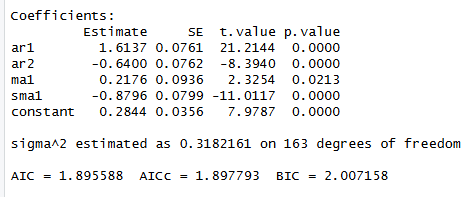 Coefficients:
Estimate SE t.value p.value
ar1 1.6137 0.0761 21.2144 0.0000
ar2 -0.6400 0.0762 -8.3940 0.0000
ma1 0.2176 0.0936 2.3254 0.0213
sma1 -0.8796 0.0799 -11.0117 0.0000
constant 0.2844 0.0356 7.9787 0.0000
sigma^2 estimated as 0.3182161 on 163 degrees of freedom
AIC = 1.895588 AICc = 1.897793 BIC = 2.007158